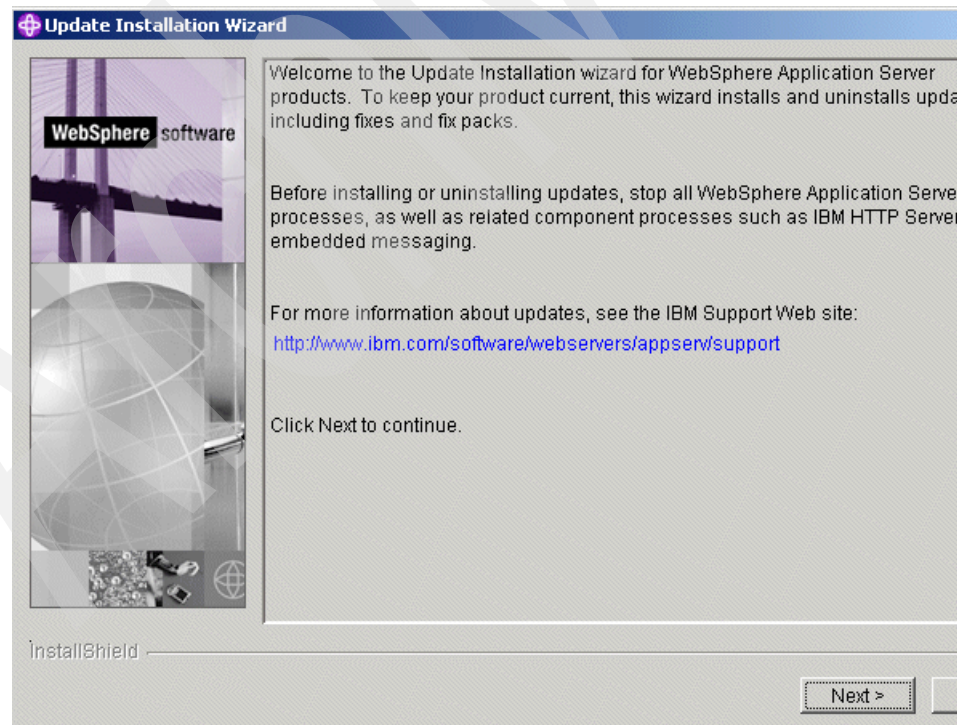 Update Installation Wizard
WebSphere software
Welcome to the Update Installation wizard for WebSphere Application Server
products. To keep your product current, this wizard installs and uninstalls upda
including fixes and fix packs.
Before installing or uninstalling updates, stop all WebSphere Application Serve
processes, as well as related component processes such as IBM HTTP Server
embedded messaging.
For more information about updates, see the IBM Support Web site:
http://www.ibm.com/software/webservers/appserv/support
Click Next to continue.
InstallShield
Next >